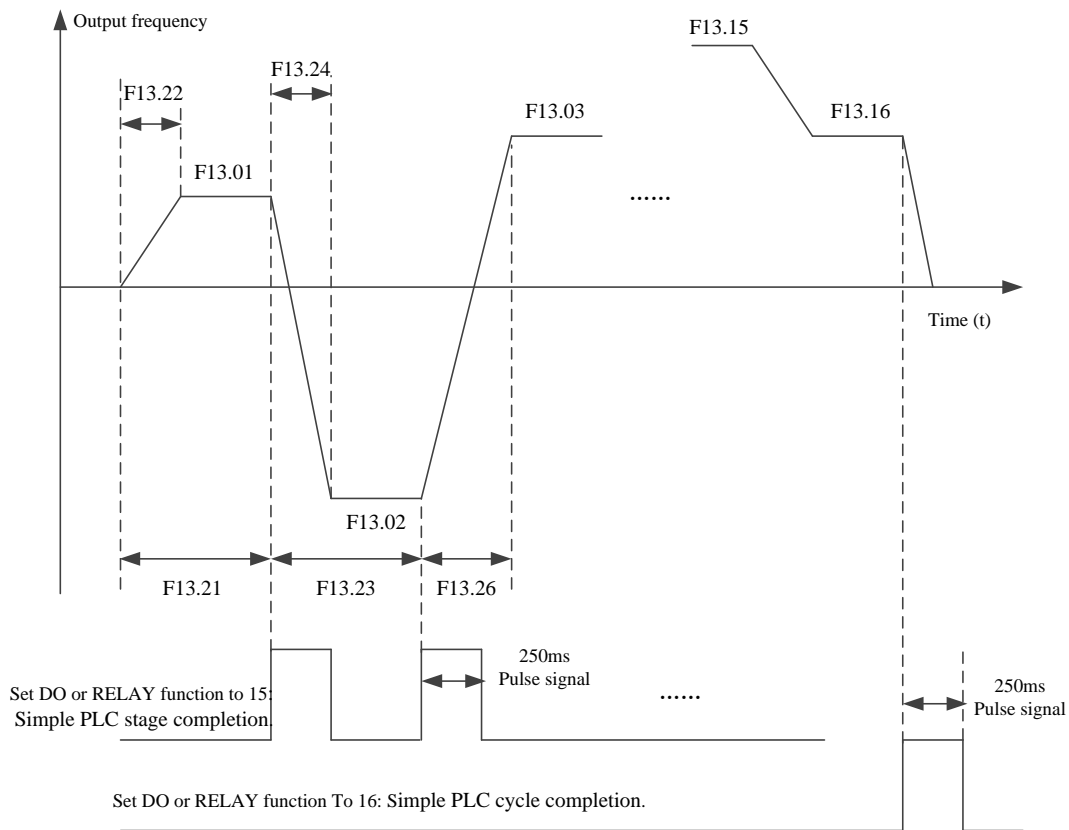 Output frequency
F13.15
F13.24
F13.22
F13.03
F13.16
F13.01
......
Time (t)
F13.02
F13.21
F13.23
F13.26
250ms
Pulse signal
Set DO or RELAY function to 15:
Simple PLC stage completion.
......
250ms
Pulse signal
Set DO or RELAY function To 16: Simple PLC cycle completion.